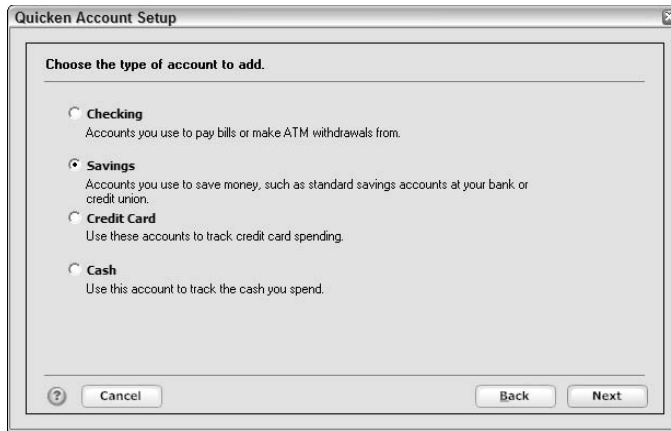 Quicken Account Setup
Choose the type of account to add.
Checking
Accounts you use to pay bills or make ATM withdrawals from.
Savings
Accounts you use to save money, such as standard savings accounts at your bank or
credit union.
Credit Card
Use these accounts to track credit card spending.
Cash
Use this account to track the cash you spend.
? Cancel Back Next